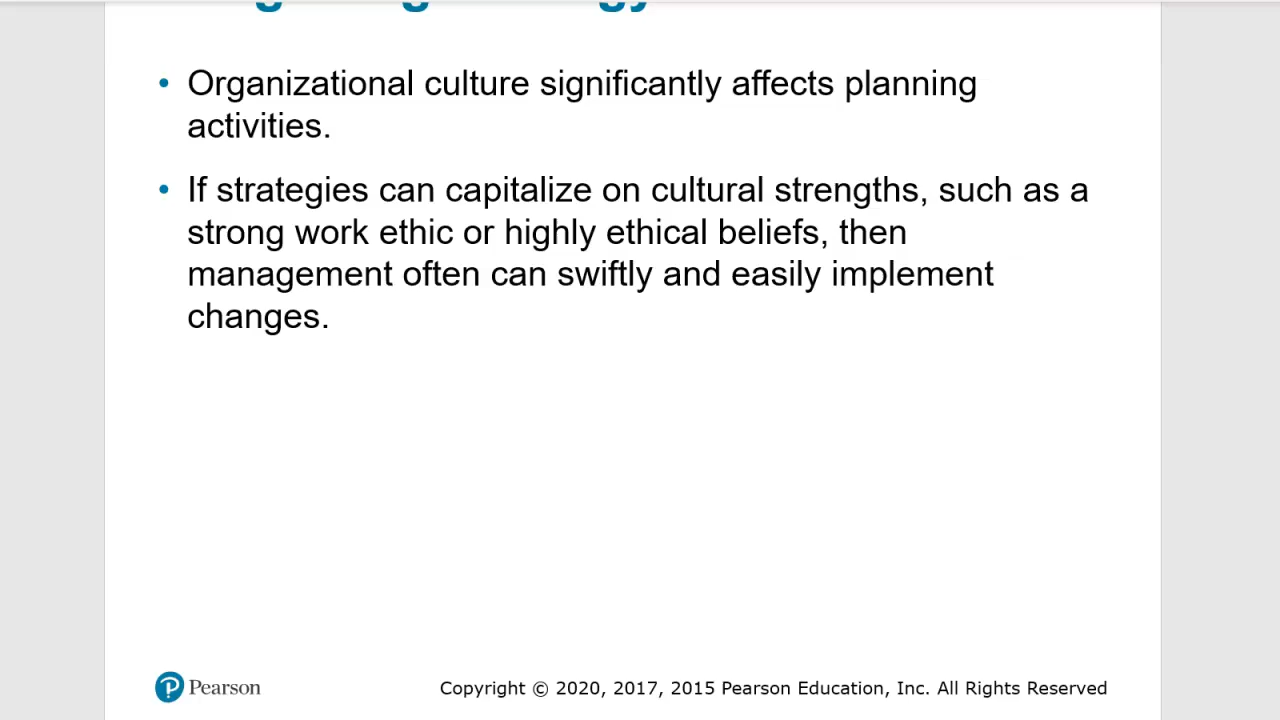 • Organizational culture significantly affects planning
activities.
• If strategies can capitalize on cultural strengths, such as a
strong work ethic or highly ethical beliefs, then
management often can swiftly and easily implement
changes.
Pearson
Copyright © 2020, 2017, 2015 Pearson Education, Inc. All Rights Reserved